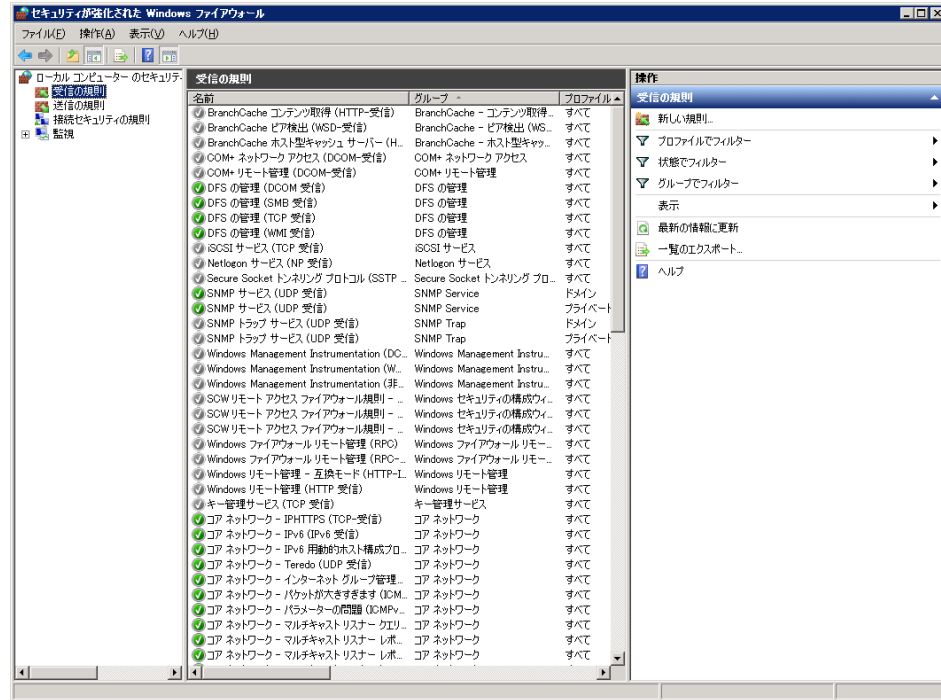 セキュリティが強化された Windows ファイアウォール
ファイル(F) 操作(A) 表示(V) ヘルプ(H)
ローカル コンピューター のセキュリテ
受信の規則
送信の規則
接続セキュリティの規則
監視
受信の規則
名前 グループ プロファイル
BranchCache コンテンツ取得 (HTTP-受信) BranchCache - コンテンツ取得... すべて
BranchCache ピア検出 (WSD-受信) BranchCache - ピア検出 (WS... すべて
BranchCache ホスト型キャッシュ サーバー (H... BranchCache - ホスト型キャッ... すべて
COM+ ネットワーク アクセス (DCOM-受信) COM+ ネットワーク アクセス すべて
COM+ リモート管理 (DCOM-受信) COM+ リモート管理 すべて
DFS の管理 (DCOM 受信) DFS の管理 すべて
DFS の管理 (SMB 受信) DFS の管理 すべて
DFS の管理 (TCP 受信) DFS の管理 すべて
DFS の管理 (WMI 受信) DFS の管理 すべて
iSCSI サービス (TCP 受信) iSCSI サービス すべて
Netlogon サービス (NP 受信) Netlogon サービス すべて
Secure Socket トンネリング プロトコル (SSTP ... Secure Socket トンネリング プロ... すべて
SNMP サービス (UDP 受信) SNMP Service ドメイン
SNMP サービス (UDP 受信) SNMP Service プライベート
SNMP トラップ サービス (UDP 受信) SNMP Trap ドメイン
SNMP トラップ サービス (UDP 受信) SNMP Trap プライベート
Windows Management Instrumentation (DC... Windows Management Instru... すべて
Windows Management Instrumentation (W... Windows Management Instru... すべて
Windows Management Instrumentation (非... Windows Management Instru... すべて
SCW リモート アクセス ファイアウォール規則 - ... Windows セキュリティの構成ウィ... すべて
SCW リモート アクセス ファイアウォール規則 - ... Windows セキュリティの構成ウィ... すべて
SCW リモート アクセス ファイアウォール規則 - ... Windows セキュリティの構成ウィ... すべて
Windows ファイアウォール リモート管理 (RPC) Windows ファイアウォール リモー... すべて
Windows ファイアウォール リモート管理 (RPC-... Windows ファイアウォール リモー... すべて
Windows リモート管理 - 互換モード (HTTP-I... Windows リモート管理 すべて
Windows リモート管理 (HTTP 受信) Windows リモート管理 すべて
キー管理サービス (TCP 受信) キー管理サービス すべて
コア ネットワーク - IPHTTPS (TCP-受信) コア ネットワーク すべて
コア ネットワーク - IPv6 (IPv6 受信) コア ネットワーク すべて
コア ネットワーク - IPv6 用動的ホスト構成プロ... コア ネットワーク すべて
コア ネットワーク - Teredo (UDP 受信) コア ネットワーク すべて
コア ネットワーク - インターネット グループ管理... コア ネットワーク すべて
コア ネットワーク - パケットが大きすぎます (ICM... コア ネットワーク すべて
コア ネットワーク - パラメーターの問題 (ICMPv... コア ネットワーク すべて
コア ネットワーク - マルチキャスト リスナー クエリ... コア ネットワーク すべて
コア ネットワーク - マルチキャスト リスナー レポ... コア ネットワーク すべて
コア ネットワーク - マルチキャスト リスナー レポ... コア ネットワーク すべて
操作
受信の規則
新しい規則...
プロファイルでフィルター
状態でフィルター
グループでフィルター
表示
最新の情報に更新
一覧のエクスポート...
ヘルプ